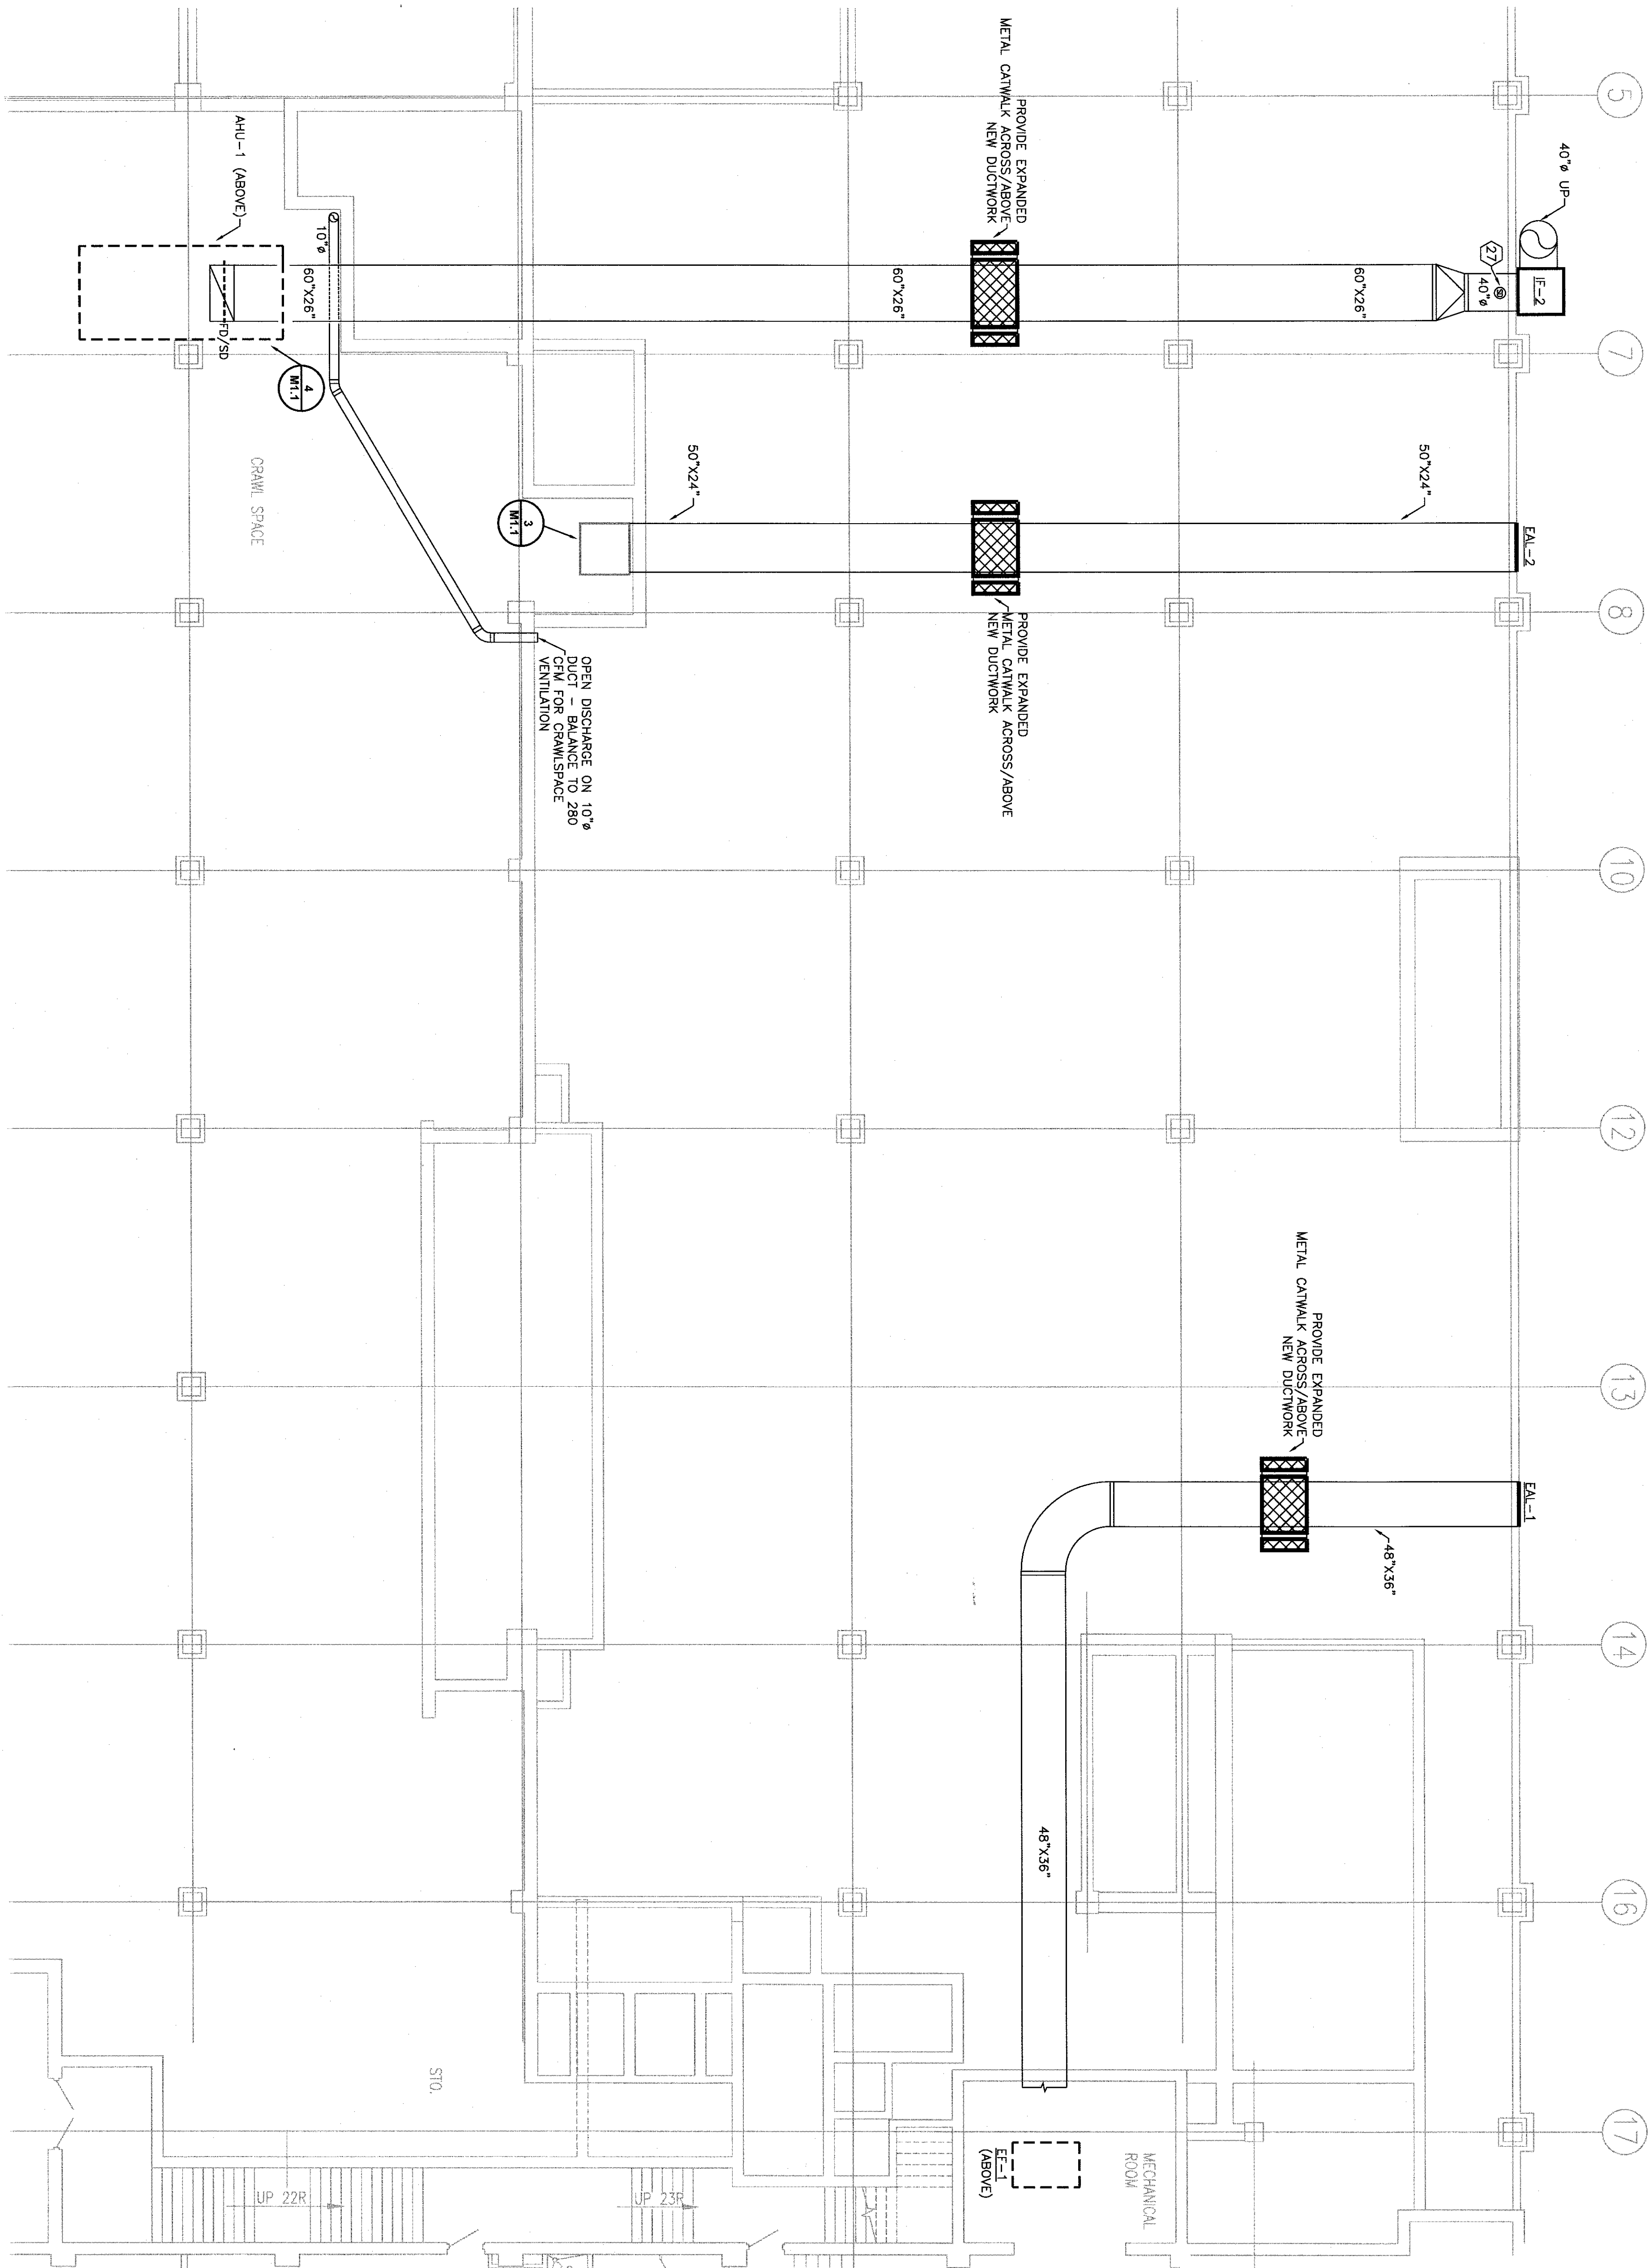 5
7
8
10
12
13
14
16
17
40"ø UP
IF-2
27
SD
40"ø
60"X26"
PROVIDE EXPANDED
METAL CATWALK ACROSS/ABOVE
NEW DUCTWORK
60"X26"
60"X26"
10"ø
AHU-1 (ABOVE)
FD/SD
4
M1.1
CRAWL SPACE
EAL-2
50"X24"
PROVIDE EXPANDED
METAL CATWALK ACROSS/ABOVE
NEW DUCTWORK
50"X24"
3
M1.1
OPEN DISCHARGE ON 10"ø
DUCT - BALANCE TO 280
CFM FOR CRAWLSPACE
VENTILATION
EAL-1
48"X36"
PROVIDE EXPANDED
METAL CATWALK ACROSS/ABOVE
NEW DUCTWORK
48"X36"
MECHANICAL
ROOM
EF-1
(ABOVE)
STO.
UP 23R
UP 22R